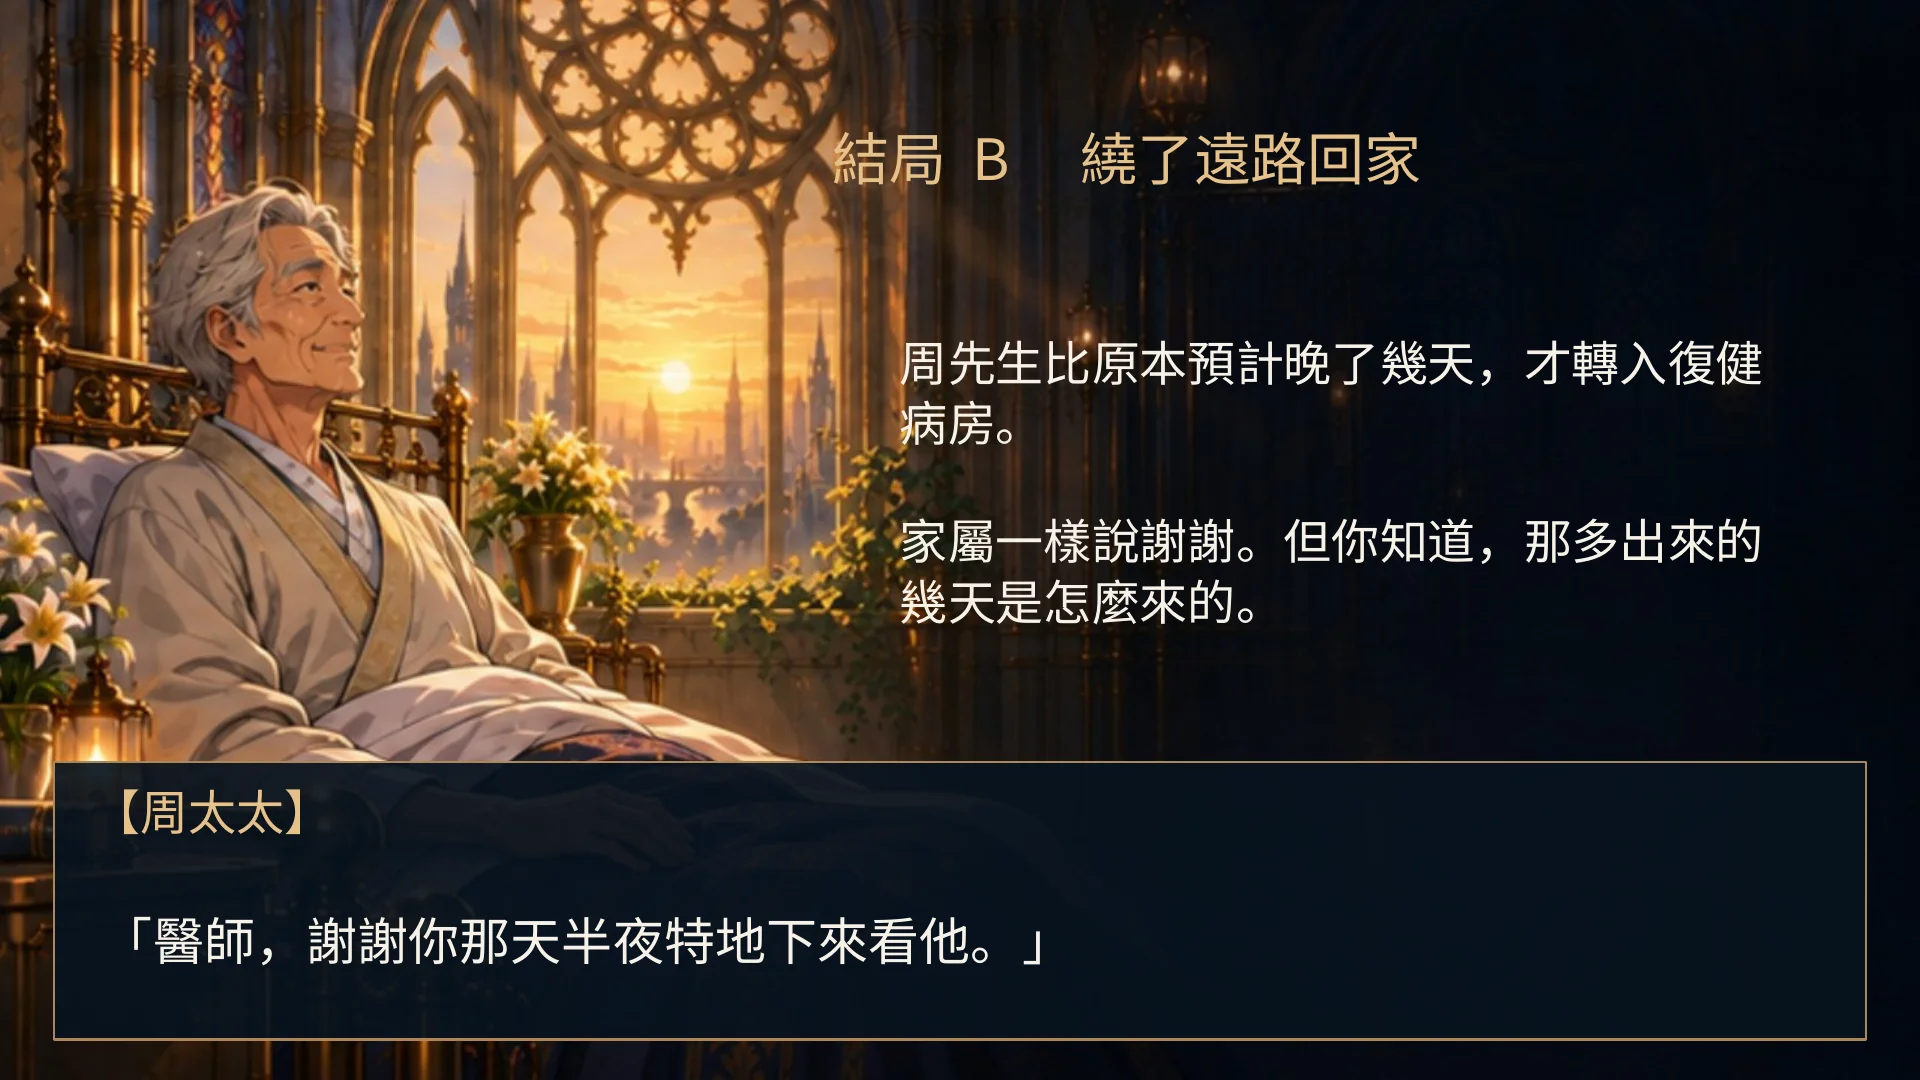 結局 B　繞了遠路回家
周先生比原本預計晚了幾天，才轉入復健
病房。
家屬一樣說謝謝。但你知道，那多出來的
幾天是怎麼來的。
【周太太】
「醫師，謝謝你那天半夜特地下來看他。」